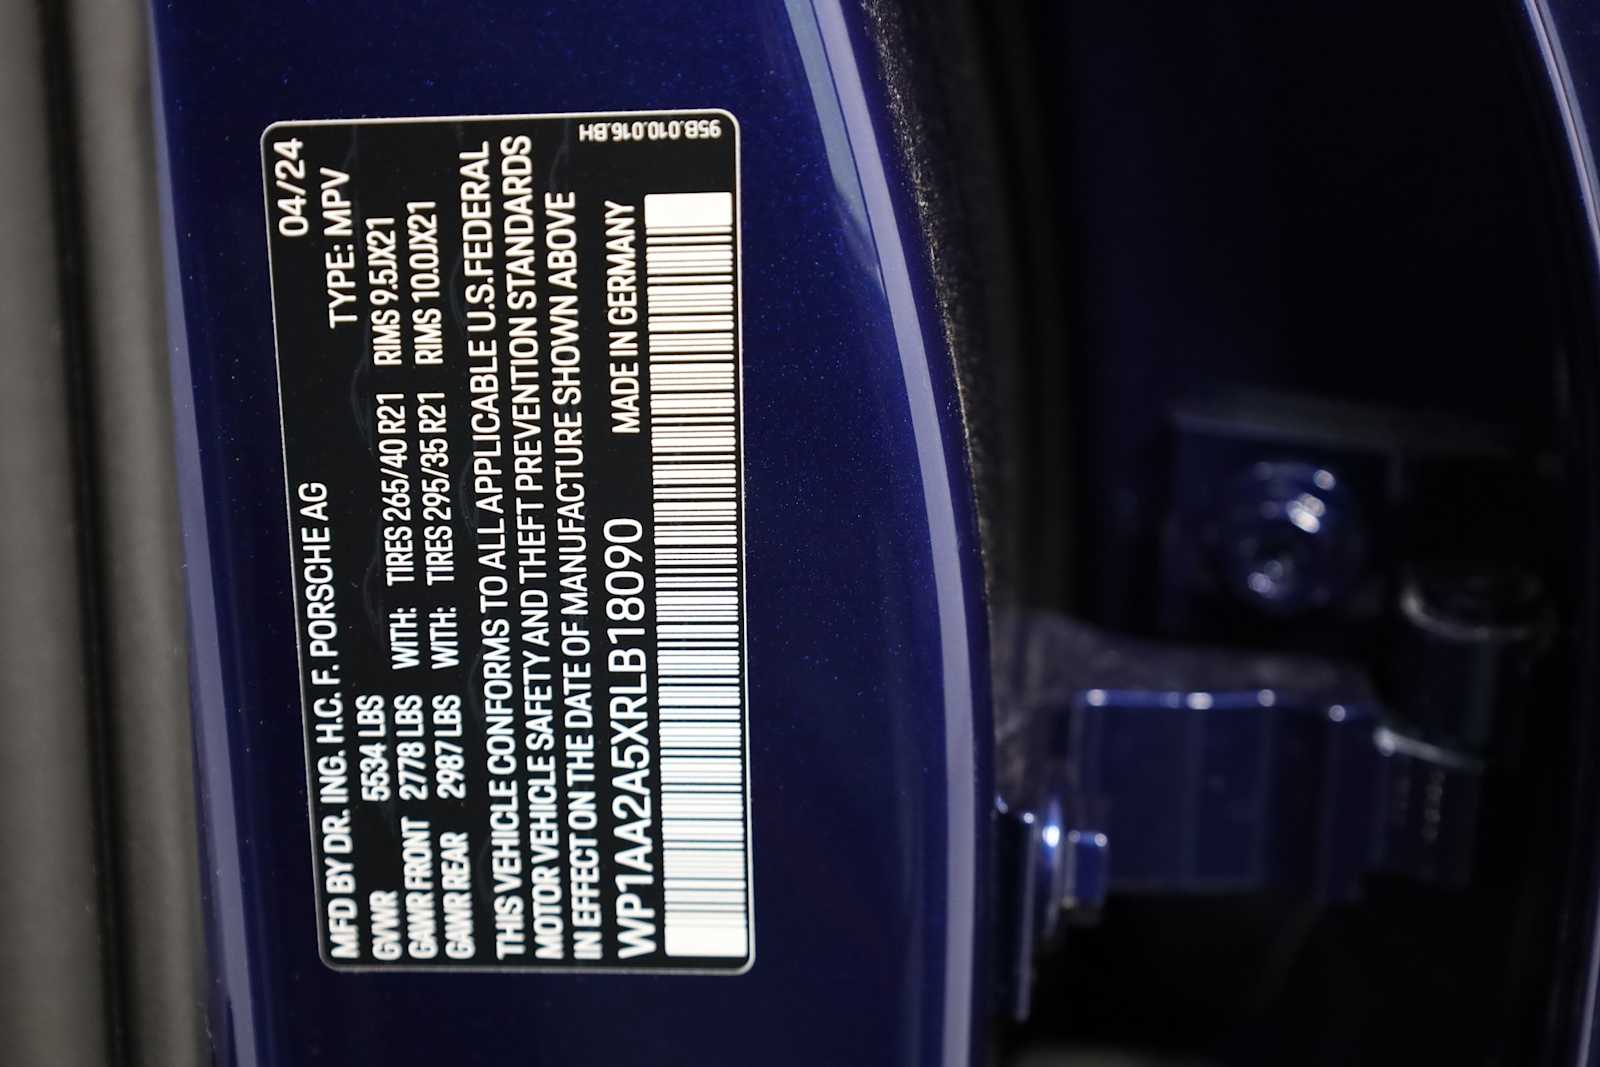 MFD BY DR. ING. H.C. F. PORSCHE AG 04/24
GVWR 5534 LBS TYPE: MPV
GAWR FRONT 2778 LBS WITH: TIRES 265/40 R21 RIMS 9.5JX21
GAWR REAR 2987 LBS WITH: TIRES 295/35 R21 RIMS 10.0JX21
THIS VEHICLE CONFORMS TO ALL APPLICABLE U.S.FEDERAL
MOTOR VEHICLE SAFETY AND THEFT PREVENTION STANDARDS
IN EFFECT ON THE DATE OF MANUFACTURE SHOWN ABOVE
WP1AA2A5XRLB18090 MADE IN GERMANY
95B.010.016.BH